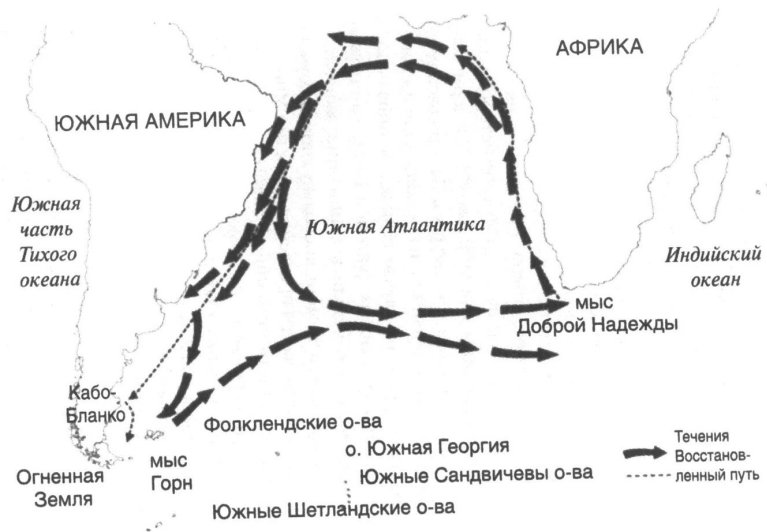 АФРИКА
ЮЖНАЯ АМЕРИКА
Южная
часть
Тихого
океана
Южная Атлантика
Индийский
океан
мыс
Доброй Надежды
Кабо-
Бланко
Фолклендские о-ва
о. Южная Георгия
мыс
Горн
Огненная
Земля
Южные Сандвичевы о-ва
Южные Шетландские о-ва
Течения
Восстанов-
ленный путь